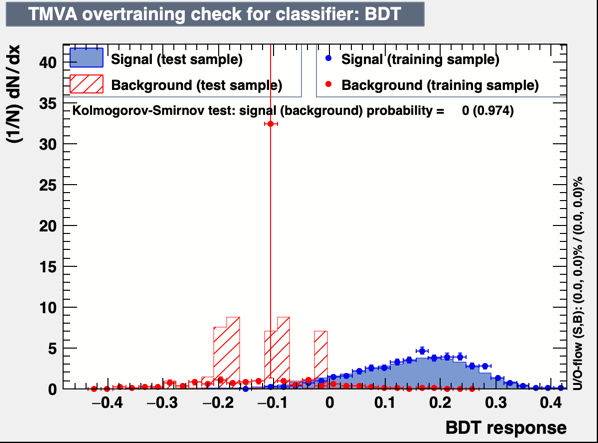 TMVA overtraining check for classifier: BDT
(1/N) dN/dx
Signal (test sample)
Background (test sample)
Signal (training sample)
Background (training sample)
Kolmogorov-Smirnov test: signal (background) probability = 0 (0.974)
40
35
30
25
20
15
10
5
0
−0.4 −0.3 −0.2 −0.1 0 0.1 0.2 0.3 0.4
BDT response
U/O-flow (S,B): (0.0, 0.0)% / (0.0, 0.0)%